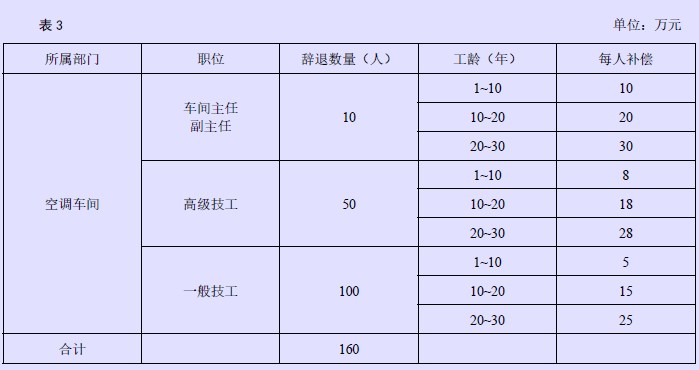 表 3
单位：万元
所属部门 职位 辞退数量（人） 工龄（年） 每人补偿
空调车间
车间主任
副主任
10
1~10 10
10~20 20
20~30 30
高级技工
50
1~10 8
10~20 18
20~30 28
一般技工
100
1~10 5
10~20 15
20~30 25
合计 160